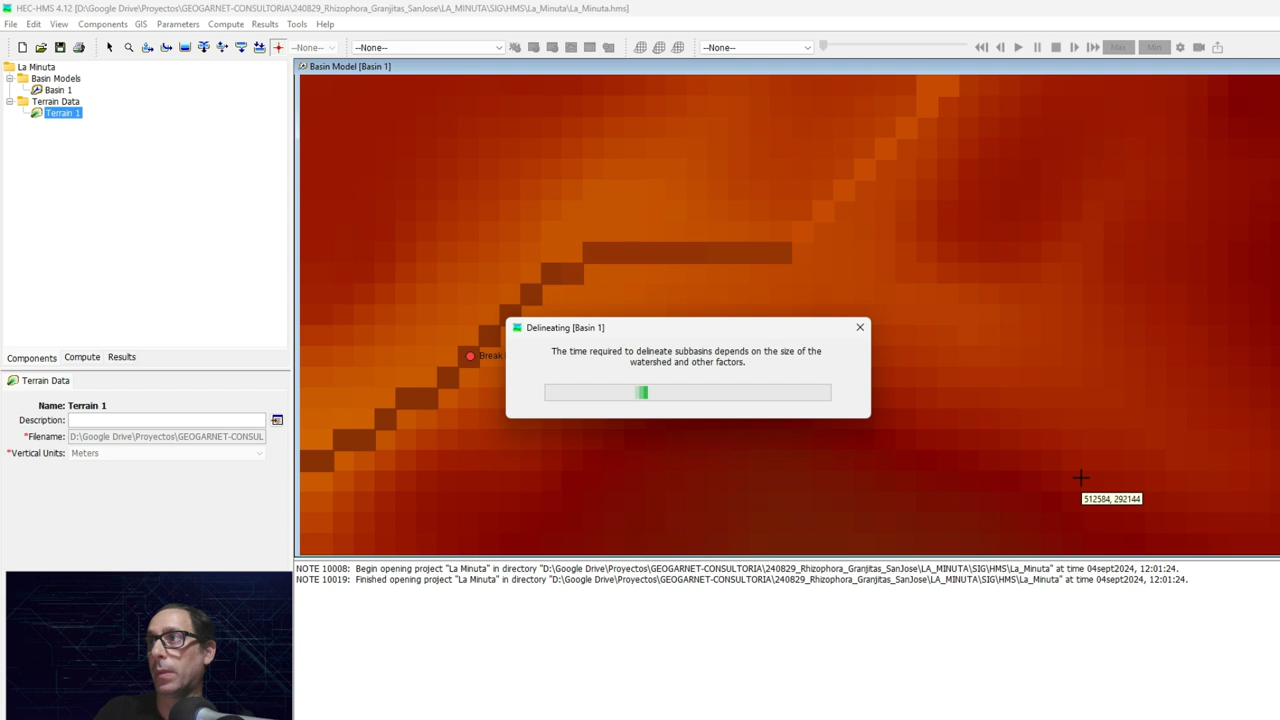 HEC-HMS 4.12 [D:\Google Drive\Proyectos\GEOGARNET-CONSULTORIA\240829_Rhizophora_Granjitas_SanJose\LA_MINUTA\SIG\HMS\La_Minuta\La_Minuta.hms]
File Edit View Components GIS Parameters Compute Results Tools Help
--None-- --None-- --None-- Max Min
La Minuta
Basin Models
Basin 1
Terrain Data
Terrain 1
Components Compute Results
Terrain Data
Name: Terrain 1
Description:
*Filename: D:\Google Drive\Proyectos\GEOGARNET-CONSUL
*Vertical Units: Meters
Basin Model [Basin 1]
Break
Delineating [Basin 1]
The time required to delineate subbasins depends on the size of the
watershed and other factors.
512584, 292144
NOTE 10008: Begin opening project "La Minuta" in directory "D:\Google Drive\Proyectos\GEOGARNET-CONSULTORIA\240829_Rhizophora_Granjitas_SanJose\LA_MINUTA\SIG\HMS\La_Minuta" at time 04sept2024, 12:01:24.
NOTE 10019: Finished opening project "La Minuta" in directory "D:\Google Drive\Proyectos\GEOGARNET-CONSULTORIA\240829_Rhizophora_Granjitas_SanJose\LA_MINUTA\SIG\HMS\La_Minuta" at time 04sept2024, 12:01:24.